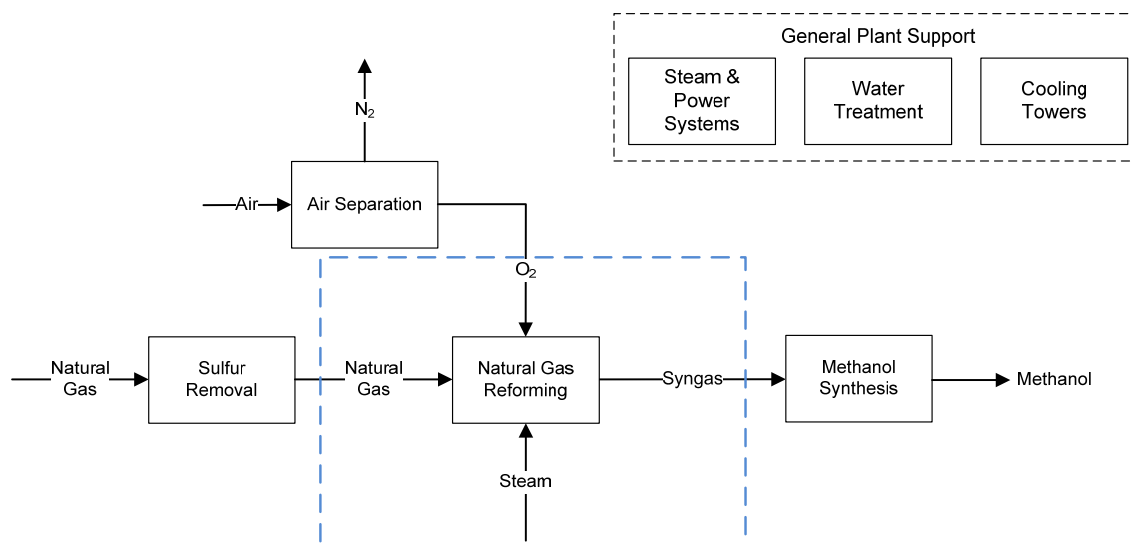 General Plant Support
Steam &
Power
Systems
Water
Treatment
Cooling
Towers
N₂
Air
Air Separation
O₂
Natural
Gas
Sulfur
Removal
Natural
Gas
Natural Gas
Reforming
Syngas
Methanol
Synthesis
Methanol
Steam